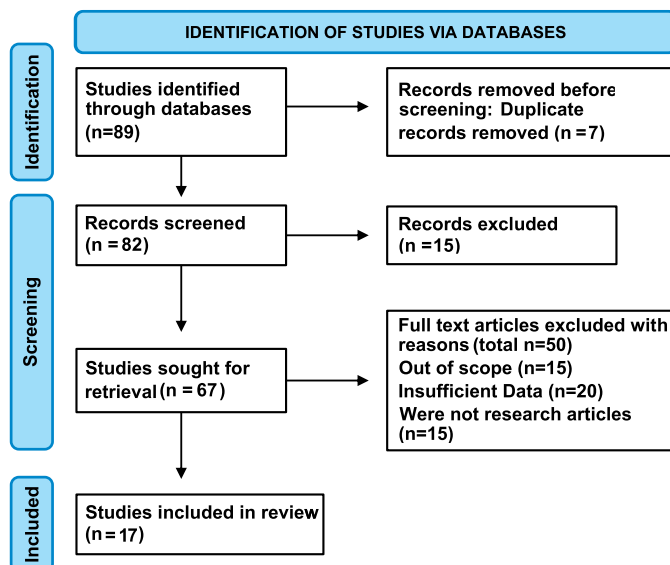 IDENTIFICATION OF STUDIES VIA DATABASES
Identification
Studies identified
through databases
(n=89)
Records removed before
screening: Duplicate
records removed (n = 7)
Screening
Records screened
(n = 82)
Records excluded
(n =15)
Studies sought for
retrieval (n = 67)
Full text articles excluded with
reasons (total n=50)
Out of scope (n=15)
Insufficient Data (n=20)
Were not research articles
(n=15)
Included
Studies included in review
(n = 17)